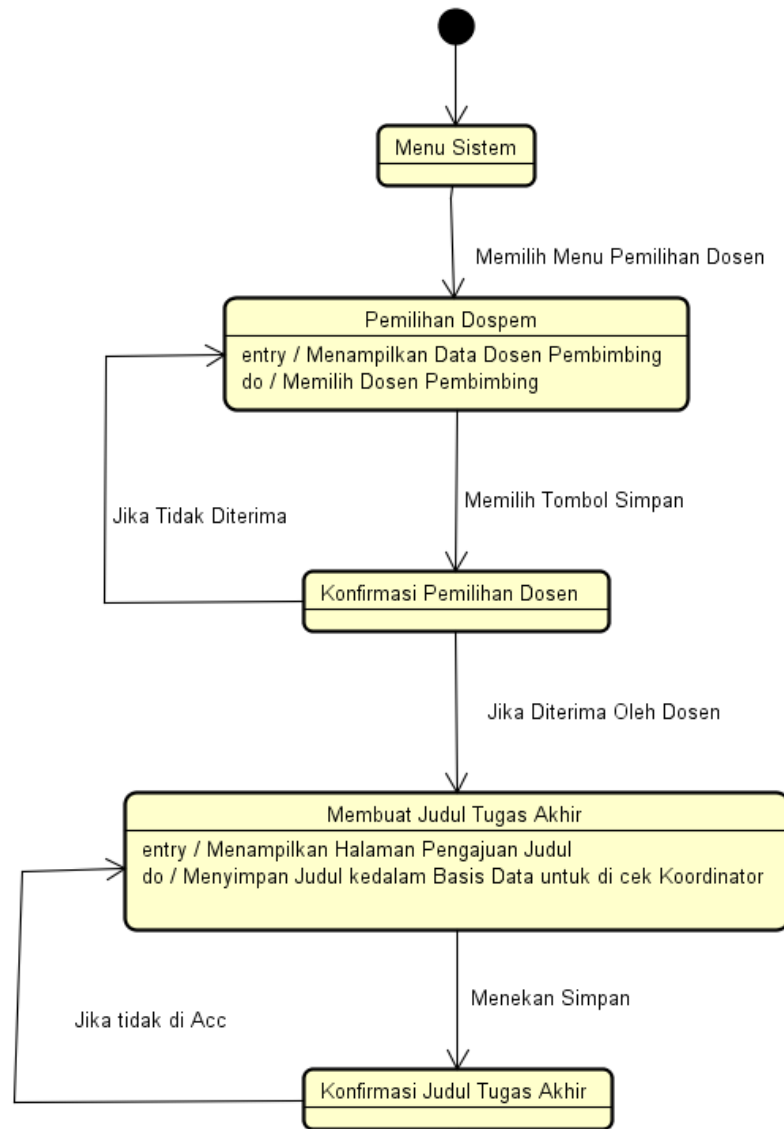 Menu Sistem
Memilih Menu Pemilihan Dosen
Pemilihan Dospem
entry / Menampilkan Data Dosen Pembimbing
do / Memilih Dosen Pembimbing
Jika Tidak Diterima
Memilih Tombol Simpan
Konfirmasi Pemilihan Dosen
Jika Diterima Oleh Dosen
Membuat Judul Tugas Akhir
entry / Menampilkan Halaman Pengajuan Judul
do / Menyimpan Judul kedalam Basis Data untuk di cek Koordinator
Menekan Simpan
Jika tidak di Acc
Konfirmasi Judul Tugas Akhir